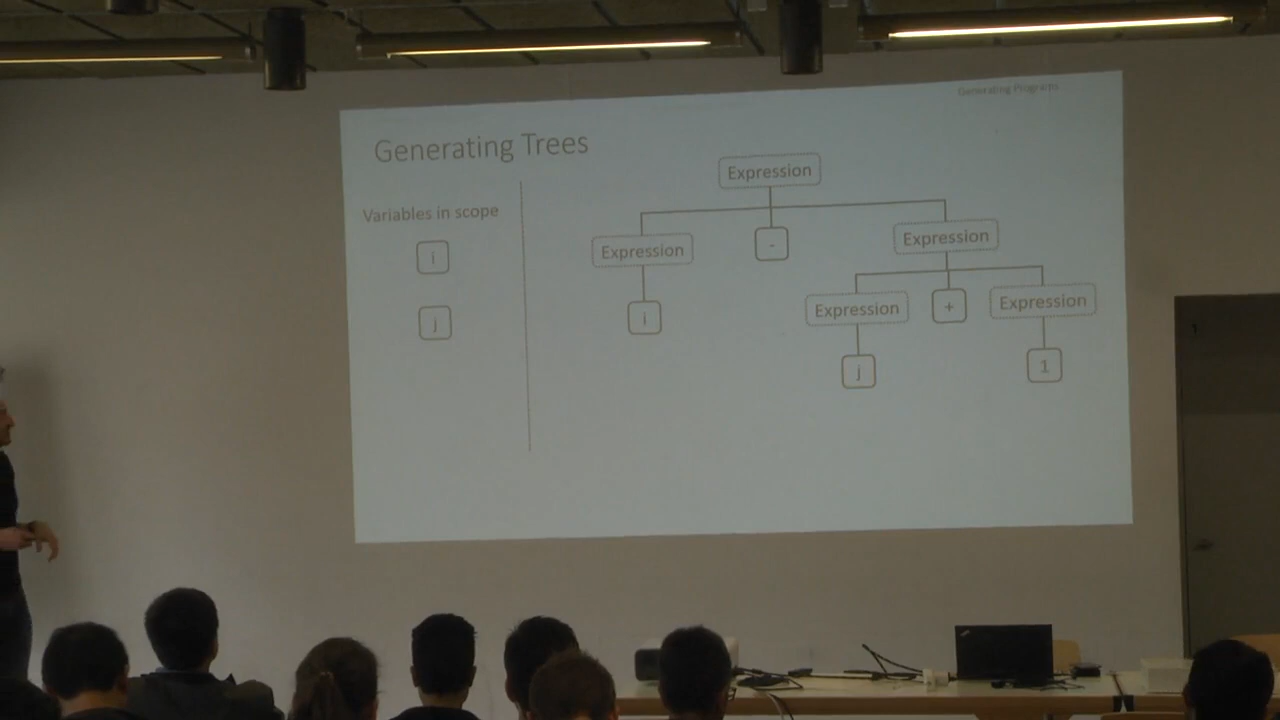 Generating Programs
Generating Trees
Variables in scope
i
j
Expression
Expression
-
Expression
i
Expression
+
Expression
j
1